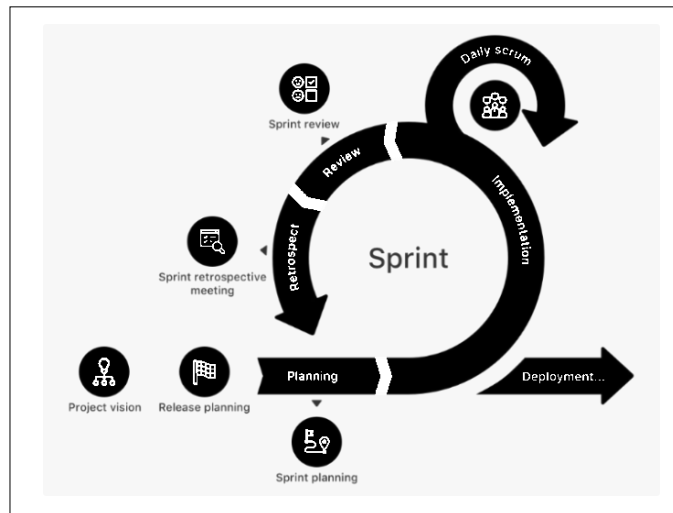 Daily scrum
Sprint review
Review
Implementation
Retrospect
Sprint
Sprint retrospective
meeting
Planning
Deployment...
Project vision
Release planning
Sprint planning